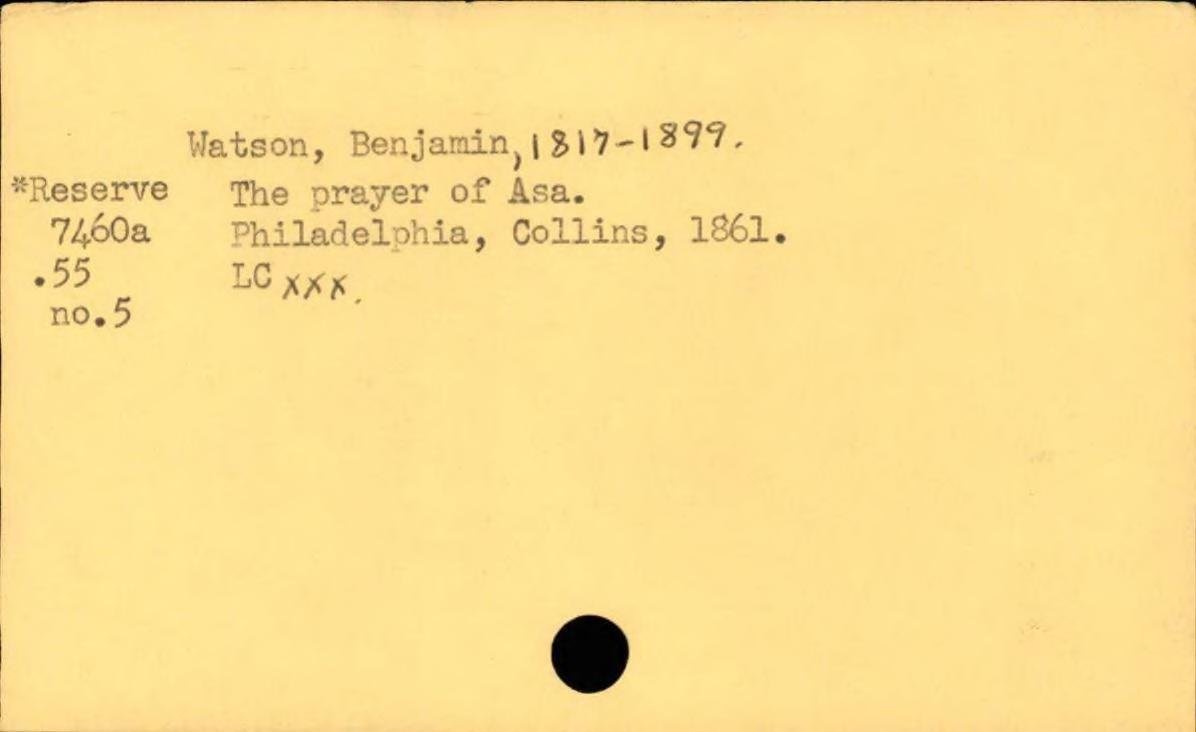 Watson, Benjamin, 1817-1899.
*Reserve The prayer of Asa.
7460a Philadelphia, Collins, 1861.
.55 LC xxx.
no.5